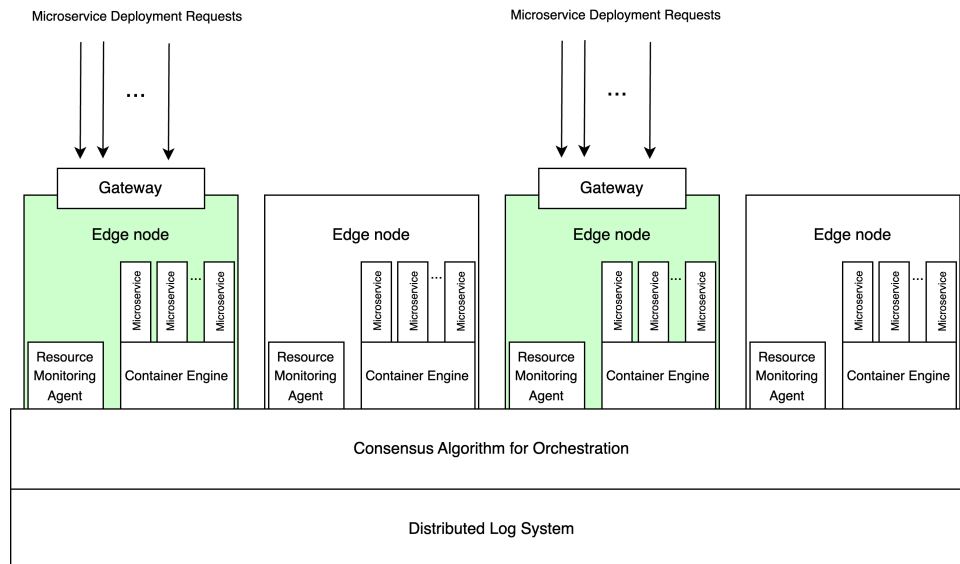 Microservice Deployment Requests
Microservice Deployment Requests
...
...
Gateway
Gateway
Edge node
Edge node
Edge node
Edge node
Microservice
Microservice
...
Microservice
Microservice
Microservice
...
Microservice
Microservice
Microservice
...
Microservice
Microservice
Microservice
...
Microservice
Resource
Monitoring
Agent
Container Engine
Resource
Monitoring
Agent
Container Engine
Resource
Monitoring
Agent
Container Engine
Resource
Monitoring
Agent
Container Engine
Consensus Algorithm for Orchestration
Distributed Log System